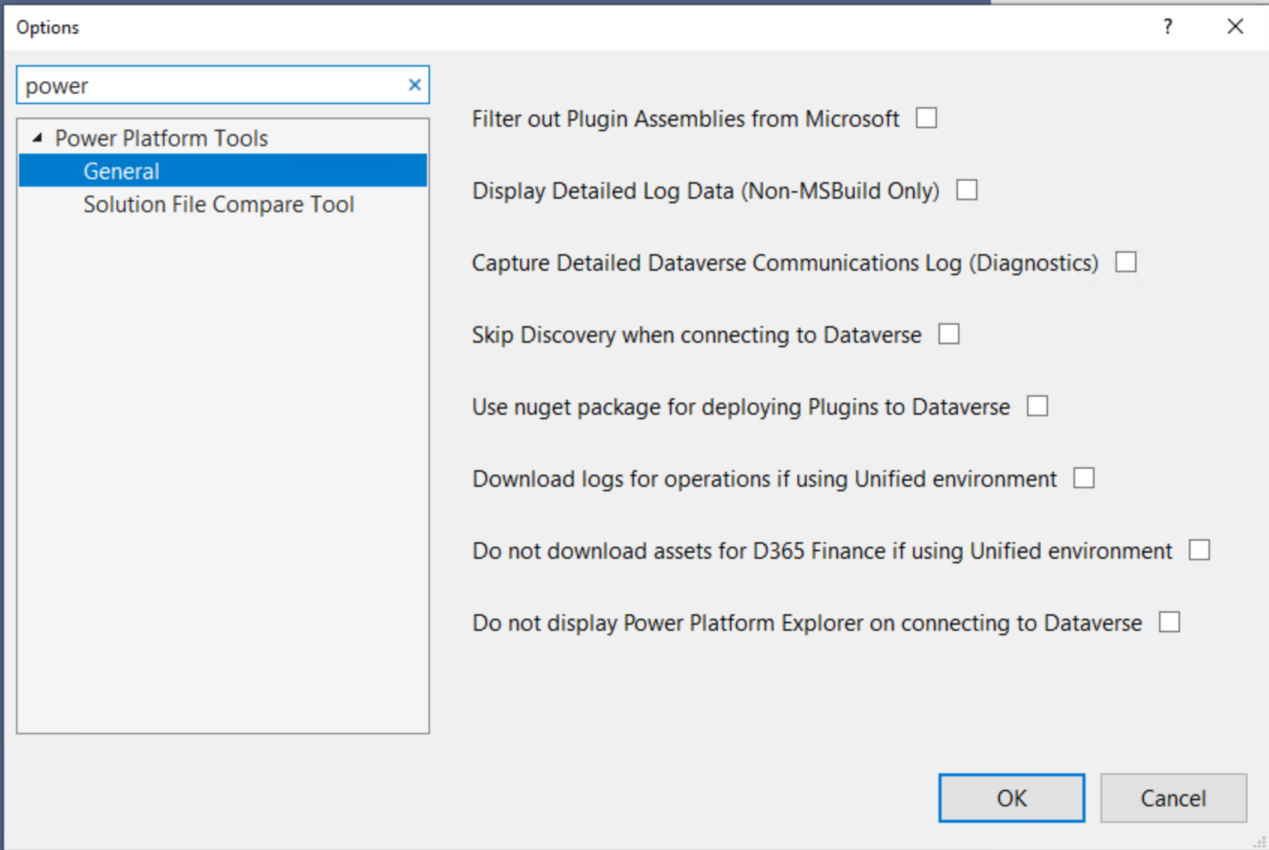 Options
?
power
Power Platform Tools
General
Solution File Compare Tool
Filter out Plugin Assemblies from Microsoft
Display Detailed Log Data (Non-MSBuild Only)
Capture Detailed Dataverse Communications Log (Diagnostics)
Skip Discovery when connecting to Dataverse
Use nuget package for deploying Plugins to Dataverse
Download logs for operations if using Unified environment
Do not download assets for D365 Finance if using Unified environment
Do not display Power Platform Explorer on connecting to Dataverse
OK
Cancel